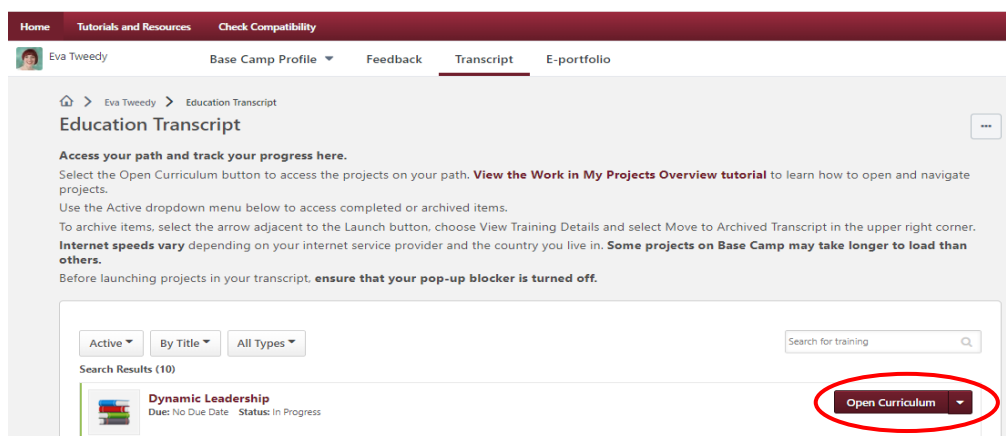 Home Tutorials and Resources Check Compatibility
Eva Tweedy Base Camp Profile Feedback Transcript E-portfolio
Eva Tweedy Education Transcript
Education Transcript
Access your path and track your progress here.
Select the Open Curriculum button to access the projects on your path. View the Work in My Projects Overview tutorial to learn how to open and navigate
projects.
Use the Active dropdown menu below to access completed or archived items.
To archive items, select the arrow adjacent to the Launch button, choose View Training Details and select Move to Archived Transcript in the upper right corner.
Internet speeds vary depending on your internet service provider and the country you live in. Some projects on Base Camp may take longer to load than
others.
Before launching projects in your transcript, ensure that your pop-up blocker is turned off.
Active By Title All Types Search for training
Search Results (10)
Dynamic Leadership
Due: No Due Date Status: In Progress
Open Curriculum